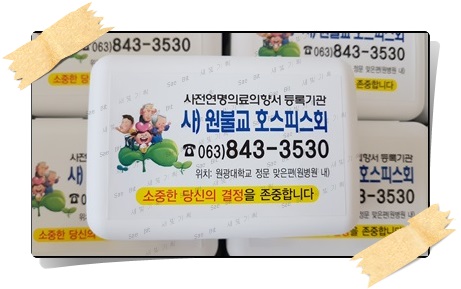 사전연명의료의향서 등록기관
사) 원불교 호스피스회
☎063)843-3530
위치: 원광대학교 정문 맞은편(원병원 내)
소중한 당신의 결정을 존중합니다